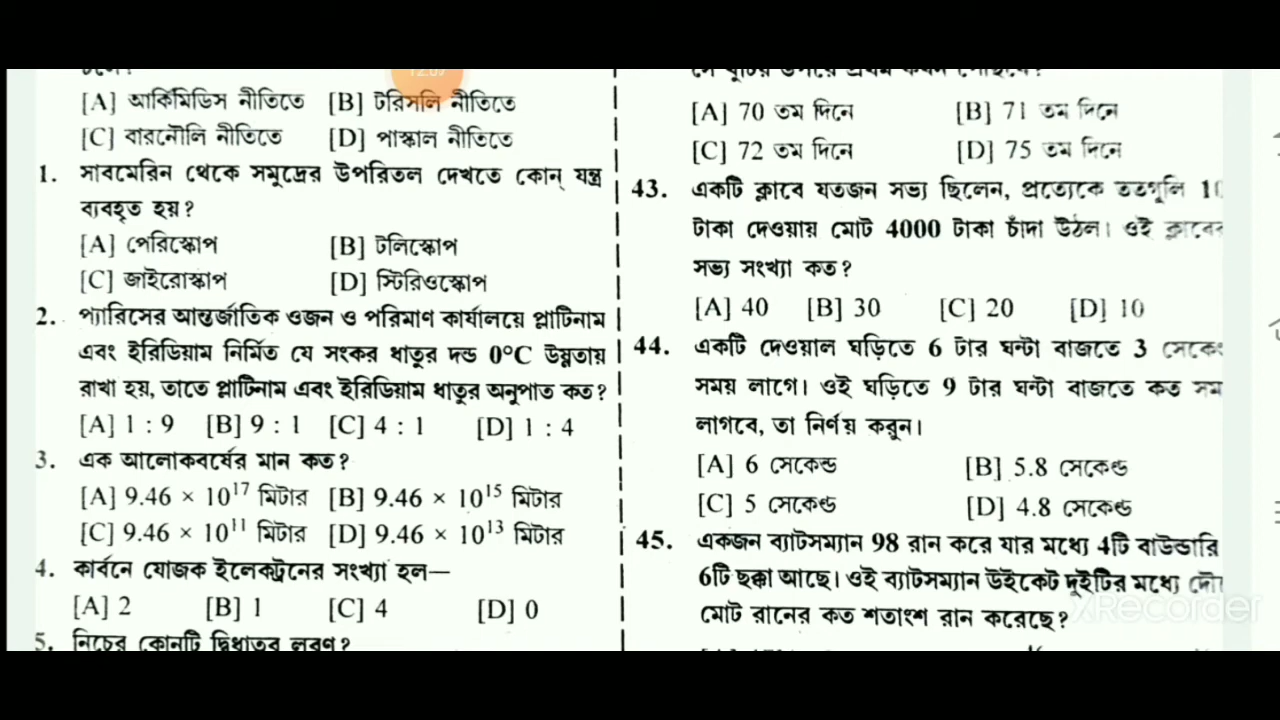 12:07
[A] আর্কিমিডিস নীতিতে [B] টরিসলি নীতিতে
[C] বারনৌলি নীতিতে [D] পাস্কাল নীতিতে
1. সাবমেরিন থেকে সমুদ্রের উপরিতল দেখতে কোন্ যন্ত্র
ব্যবহৃত হয়?
[A] পেরিস্কোপ [B] টলিস্কোপ
[C] জাইরোস্কাপ [D] স্টিরিওস্কোপ
2. প্যারিসের আন্তর্জাতিক ওজন ও পরিমাণ কার্যালয়ে প্লাটিনাম
এবং ইরিডিয়াম নির্মিত যে সংকর ধাতুর দন্ড 0°C উষ্ণতায়
রাখা হয়, তাতে প্লাটিনাম এবং ইরিডিয়াম ধাতুর অনুপাত কত?
[A] 1 : 9 [B] 9 : 1 [C] 4 : 1 [D] 1 : 4
3. এক আলোকবর্ষের মান কত?
[A] 9.46 × 10¹⁷ মিটার [B] 9.46 × 10¹⁵ মিটার
[C] 9.46 × 10¹¹ মিটার [D] 9.46 × 10¹³ মিটার
4. কার্বনে যোজক ইলেকট্রনের সংখ্যা হল—
[A] 2 [B] 1 [C] 4 [D] 0
5. নিচের কোনটি দ্বিধাতুর লবণ?
[A] 70 তম দিনে [B] 71 তম দিনে
[C] 72 তম দিনে [D] 75 তম দিনে
43. একটি ক্লাবে যতজন সভ্য ছিলেন, প্রত্যেকে ততগুলি 10
টাকা দেওয়ায় মোট 4000 টাকা চাঁদা উঠল। ওই ক্লাবের
সভ্য সংখ্যা কত?
[A] 40 [B] 30 [C] 20 [D] 10
44. একটি দেওয়াল ঘড়িতে 6 টার ঘন্টা বাজতে 3 সেকেন্ড
সময় লাগে। ওই ঘড়িতে 9 টার ঘন্টা বাজতে কত সম
লাগবে, তা নির্ণয় করুন।
[A] 6 সেকেন্ড [B] 5.8 সেকেন্ড
[C] 5 সেকেণ্ড [D] 4.8 সেকেণ্ড
45. একজন ব্যাটসম্যান 98 রান করে যার মধ্যে 4টি বাউন্ডারি
6টি ছক্কা আছে। ওই ব্যাটসম্যান উইকেট দুইটির মধ্যে দৌ
মোট রানের কত শতাংশ রান করেছে?
XRecorder